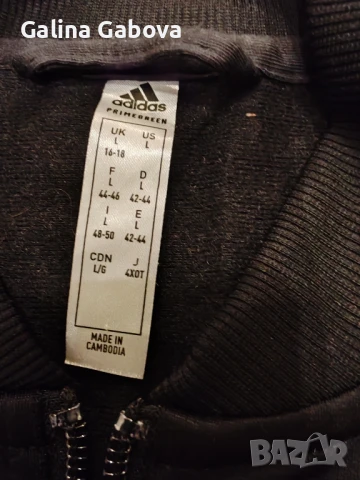 Galina Gabova
adidas
PRIMEGREEN
UK US
L L
16-18
F D
L L
44-46 42-44
I E
L L
48-50 42-44
CDN J
L/G 4XOT
MADE IN
CAMBODIA
BAZAR